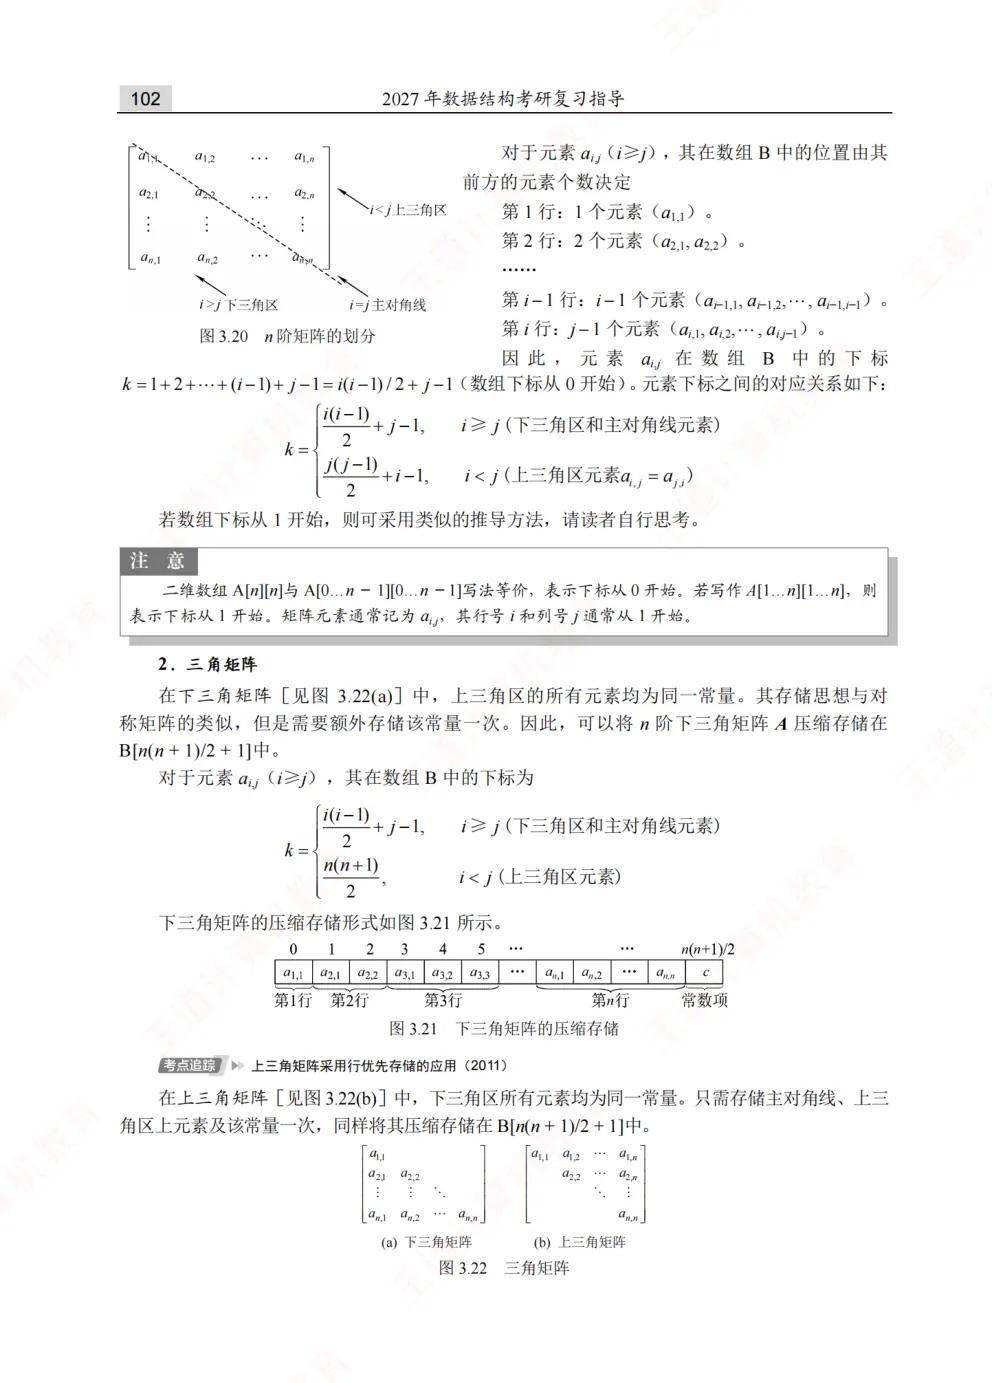 102
2027 年数据结构考研复习指导
a1,1 a1,2 … a1,n
a2,1 a2,2 … a2,n
⋮ ⋮ ⋱ ⋮
an,1 an,2 … an,n
i<j上三角区
i>j下三角区 i=j主对角线
图 3.20 n 阶矩阵的划分
对于元素 ai,j（i≥j），其在数组 B 中的位置由其
前方的元素个数决定
第 1 行：1 个元素（a1,1）。
第 2 行：2 个元素（a2,1, a2,2）。
……
第 i−1 行：i−1 个元素（ai−1,1, ai−1,2, ⋯ , ai−1,i−1）。
第 i 行：j−1 个元素（ai,1, ai,2, ⋯ , ai,j−1）。
因此，元素 ai,j 在数组 B 中的下标
k =1+2+⋯+(i−1)+ j−1= i(i−1)/2+ j−1（数组下标从 0 开始）。元素下标之间的对应关系如下：
k = { i(i−1)/2 + j−1, i≥ j (下三角区和主对角线元素)
j(j−1)/2 + i−1, i< j (上三角区元素ai,j = aj,i)
若数组下标从 1 开始，则可采用类似的推导方法，请读者自行思考。
注 意
二维数组 A[n][n]与 A[0…n − 1][0…n − 1]写法等价，表示下标从 0 开始。若写作 A[1…n][1…n]，则
表示下标从 1 开始。矩阵元素通常记为 ai,j，其行号 i 和列号 j 通常从 1 开始。
2．三角矩阵
在下三角矩阵［见图 3.22(a)］中，上三角区的所有元素均为同一常量。其存储思想与对
称矩阵的类似，但是需要额外存储该常量一次。因此，可以将 n 阶下三角矩阵 A 压缩存储在
B[n(n + 1)/2 + 1]中。
对于元素 ai,j（i≥j），其在数组 B 中的下标为
k = { i(i−1)/2 + j−1, i≥ j (下三角区和主对角线元素)
n(n+1)/2, i< j (上三角区元素)
下三角矩阵的压缩存储形式如图 3.21 所示。
0 1 2 3 4 5 … … n(n+1)/2
a1,1 a2,1 a2,2 a3,1 a3,2 a3,3 … an,1 an,2 … an,n c
第1行 第2行 第3行 第n行 常数项
图 3.21 下三角矩阵的压缩存储
考点追踪 上三角矩阵采用行优先存储的应用（2011）
在上三角矩阵［见图 3.22(b)］中，下三角区所有元素均为同一常量。只需存储主对角线、上三
角区上元素及该常量一次，同样将其压缩存储在 B[n(n + 1)/2 + 1]中。
a1,1 a1,1 a1,2 ⋯ a1,n
a2,1 a2,2 a2,2 ⋯ a2,n
⋮ ⋮ ⋱ ⋱ ⋮
an,1 an,2 ⋯ an,n an,n
(a) 下三角矩阵 (b) 上三角矩阵
图 3.22 三角矩阵